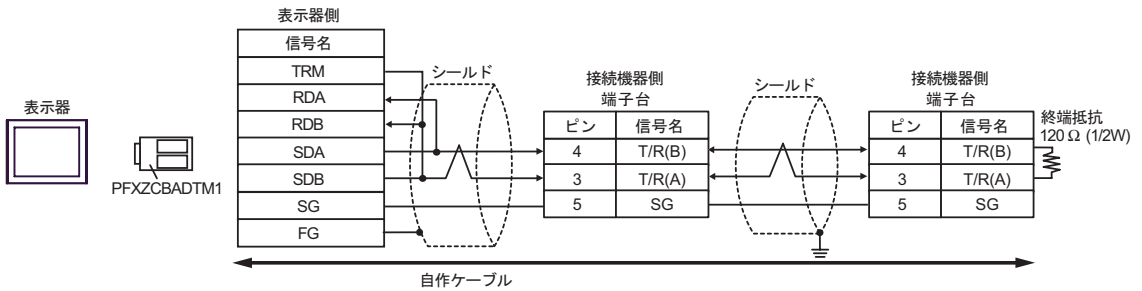 表示器
PFXZCBADTM1
表示器側
信号名
TRM
RDA
RDB
SDA
SDB
SG
FG
シールド
接続機器側
端子台
ピン 信号名
4 T/R(B)
3 T/R(A)
5 SG
シールド
接続機器側
端子台
ピン 信号名
4 T/R(B)
3 T/R(A)
5 SG
終端抵抗
120 Ω (1/2W)
自作ケーブル